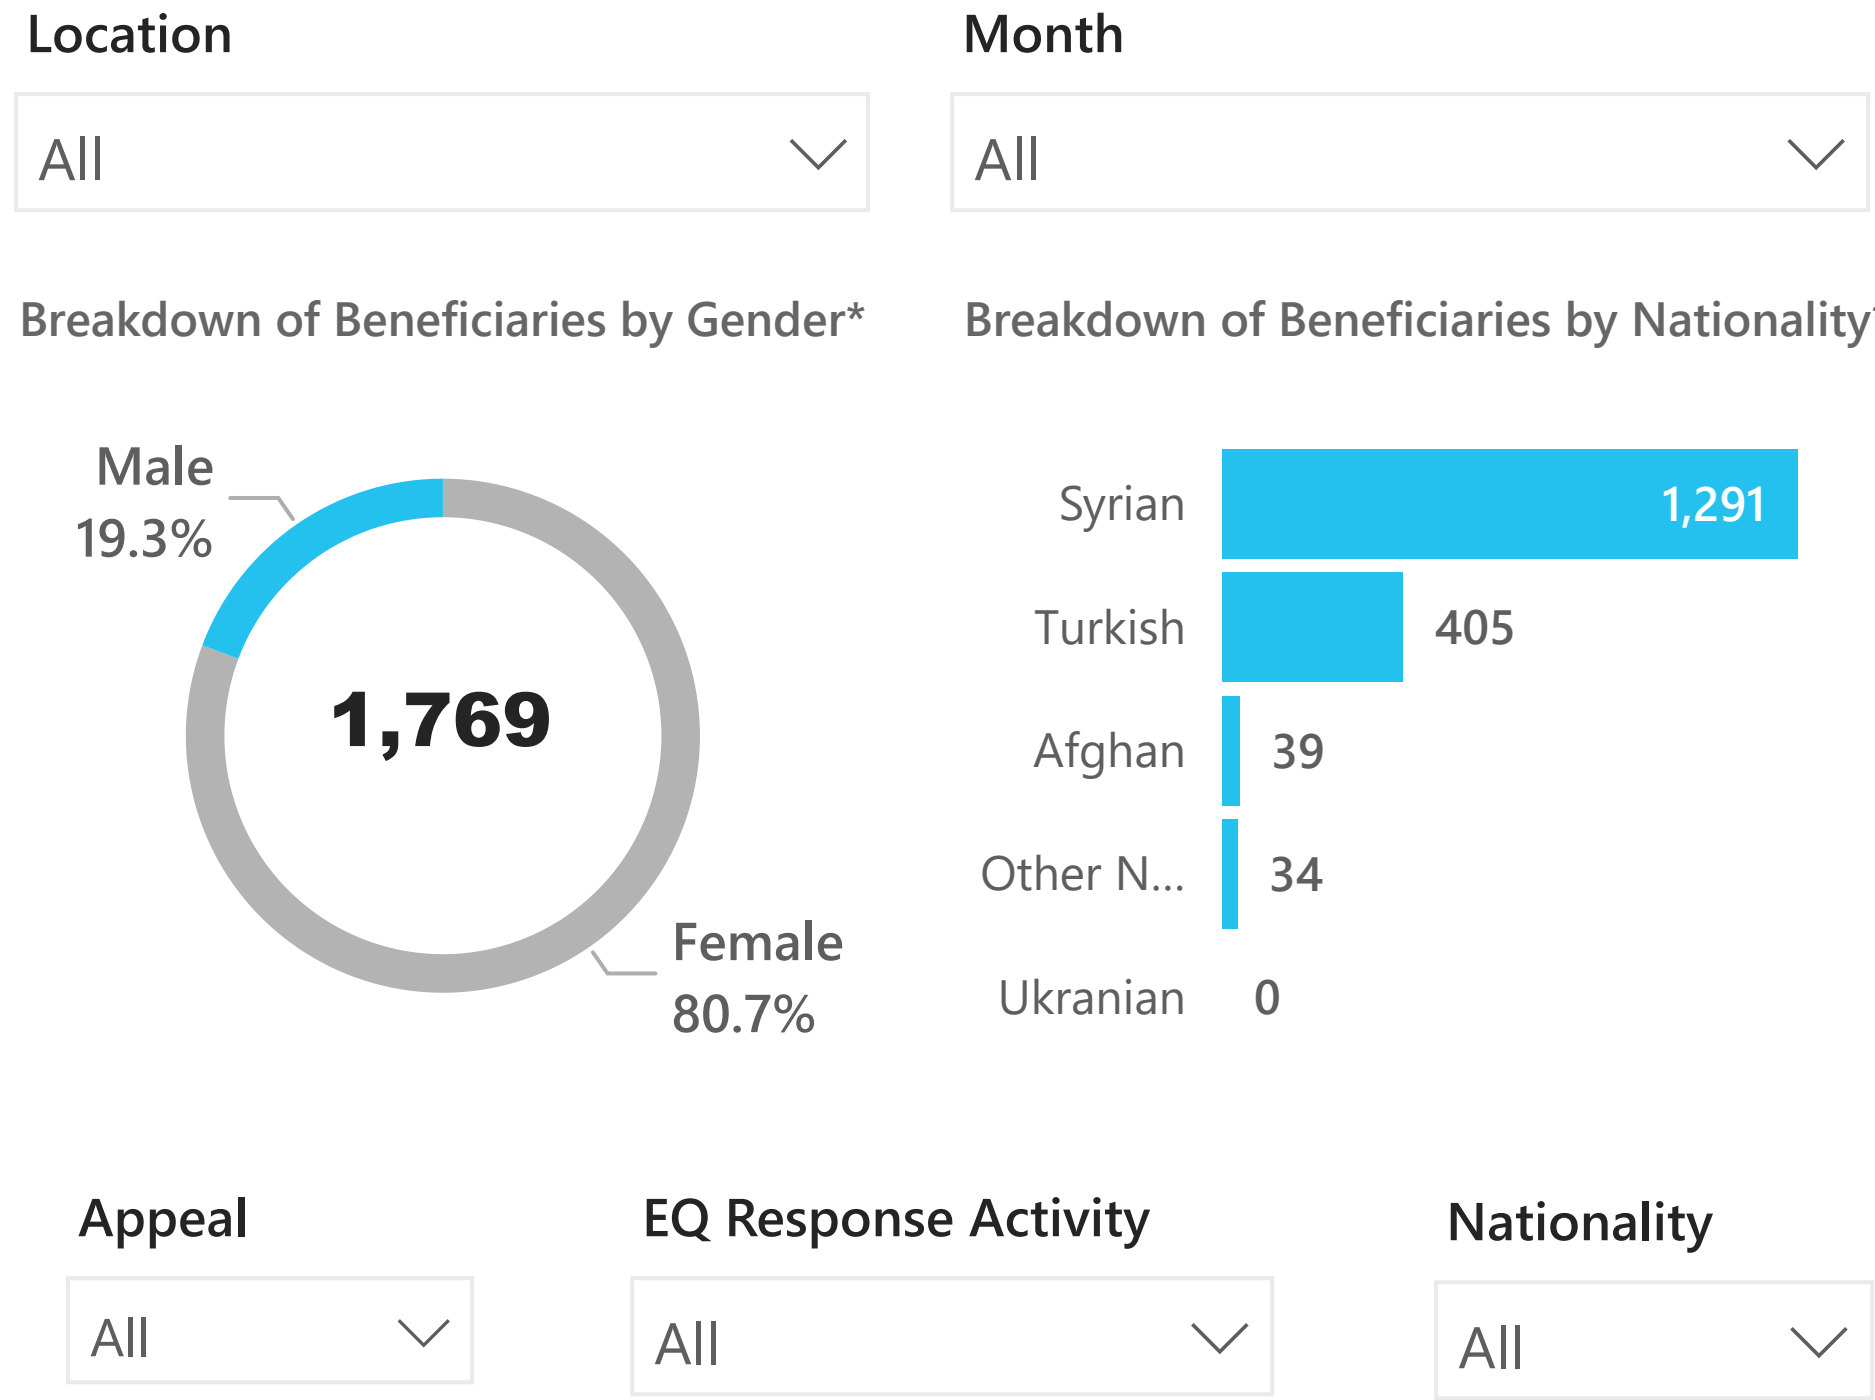 Location
Month
All
All
Breakdown of Beneficiaries by Gender*
Breakdown of Beneficiaries by Nationality*
Male
19.3%
1,769
Female
80.7%
Syrian
1,291
Turkish
405
Afghan
39
Other N...
34
Ukranian
0
Appeal
EQ Response Activity
Nationality
All
All
All